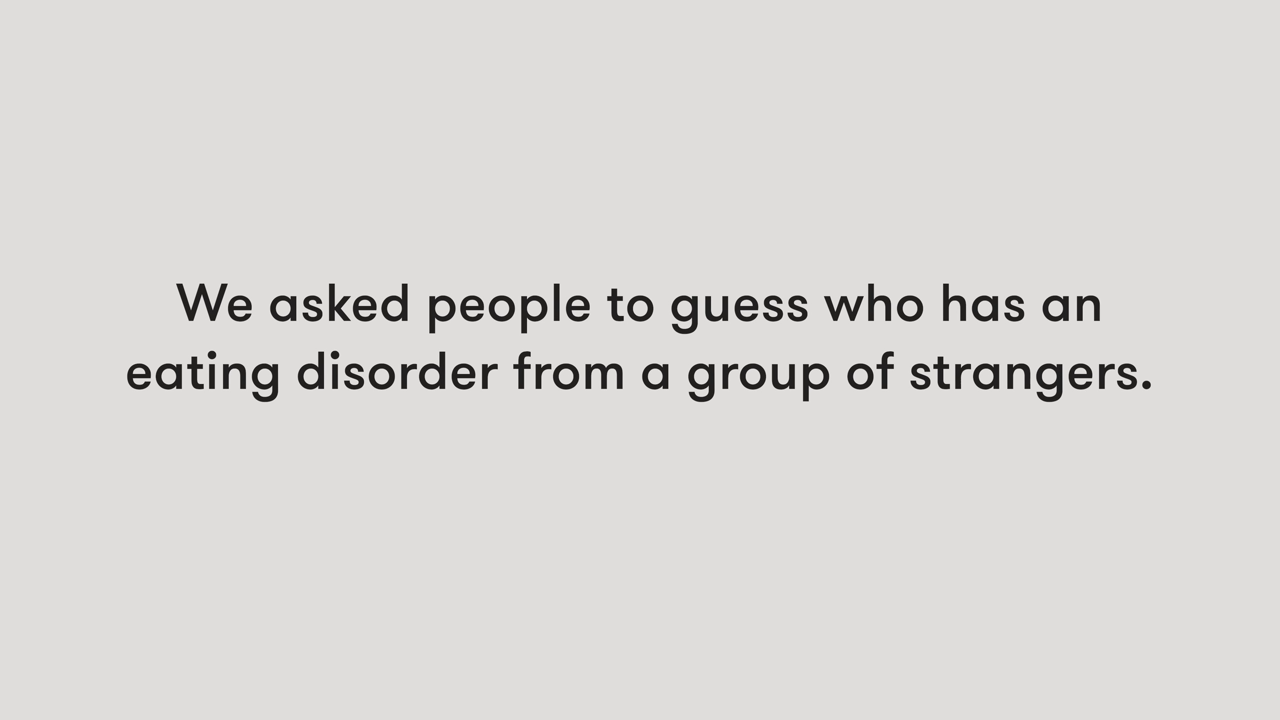 We asked people to guess who has an
eating disorder from a group of strangers.